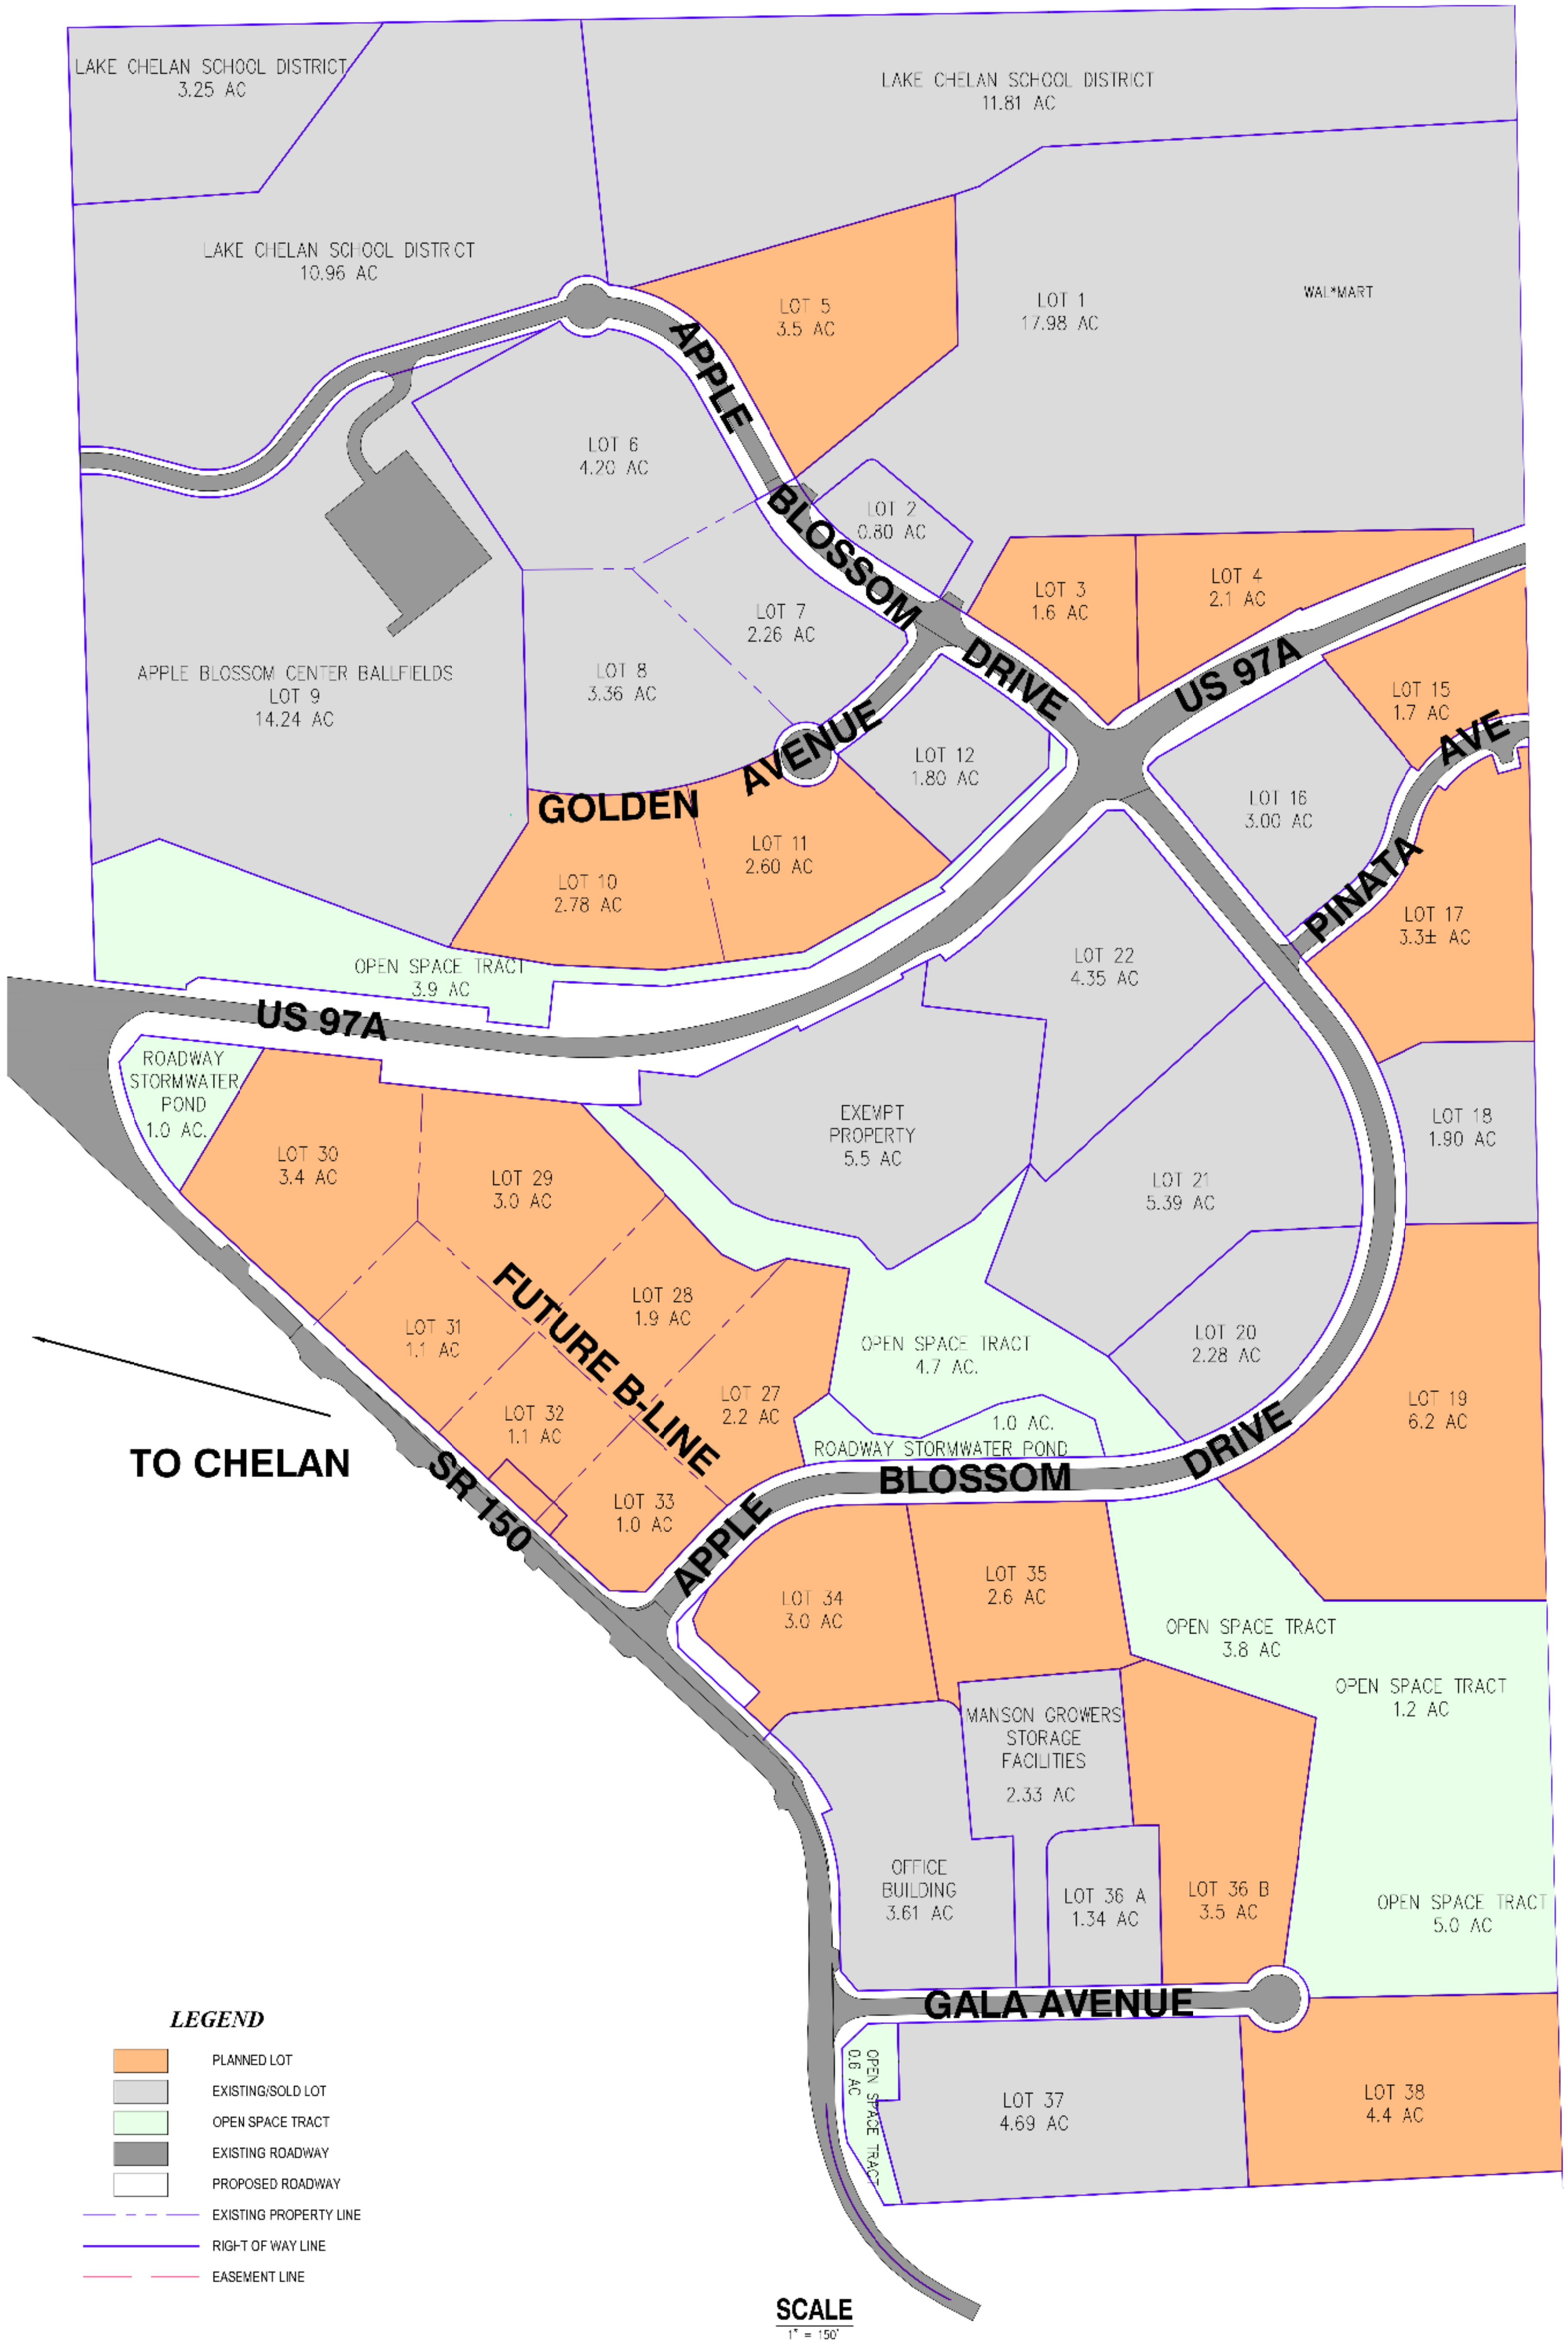 LAKE CHELAN SCHOOL DISTRICT
3.25 AC
LAKE CHELAN SCHOOL DISTRICT
11.81 AC
LAKE CHELAN SCHOOL DISTRICT
10.96 AC
LOT 5
3.5 AC
LOT 1
17.98 AC
WAL*MART
APPLE
BLOSSOM
DRIVE
LOT 6
4.20 AC
LOT 2
0.80 AC
LOT 3
1.6 AC
LOT 4
2.1 AC
LOT 7
2.26 AC
LOT 8
3.36 AC
APPLE BLOSSOM CENTER BALLFIELDS
LOT 9
14.24 AC
US 97A
LOT 15
1.7 AC
PINATA
AVE
GOLDEN
AVENUE
LOT 12
1.80 AC
LOT 16
3.00 AC
LOT 11
2.60 AC
LOT 10
2.78 AC
LOT 17
3.3± AC
OPEN SPACE TRACT
3.9 AC
LOT 22
4.35 AC
US 97A
ROADWAY
STORMWATER
POND
1.0 AC.
EXEMPT
PROPERTY
5.5 AC
LOT 18
1.90 AC
LOT 30
3.4 AC
LOT 29
3.0 AC
LOT 21
5.39 AC
LOT 28
1.9 AC
LOT 31
1.1 AC
FUTURE B-LINE
OPEN SPACE TRACT
4.7 AC.
LOT 20
2.28 AC
LOT 27
2.2 AC
LOT 19
6.2 AC
LOT 32
1.1 AC
1.0 AC.
ROADWAY STORMWATER POND
TO CHELAN
SR 150
APPLE
BLOSSOM
DRIVE
LOT 33
1.0 AC
LOT 34
3.0 AC
LOT 35
2.6 AC
OPEN SPACE TRACT
3.8 AC
OPEN SPACE TRACT
1.2 AC
MANSON GROWERS
STORAGE
FACILITIES
2.33 AC
OFFICE
BUILDING
3.61 AC
LOT 36 A
1.34 AC
LOT 36 B
3.5 AC
OPEN SPACE TRACT
5.0 AC
GALA AVENUE
OPEN SPACE TRACT
0.6 AC
LOT 37
4.69 AC
LOT 38
4.4 AC
LEGEND
PLANNED LOT
EXISTING/SOLD LOT
OPEN SPACE TRACT
EXISTING ROADWAY
PROPOSED ROADWAY
EXISTING PROPERTY LINE
RIGHT OF WAY LINE
EASEMENT LINE
SCALE
1" = 150'